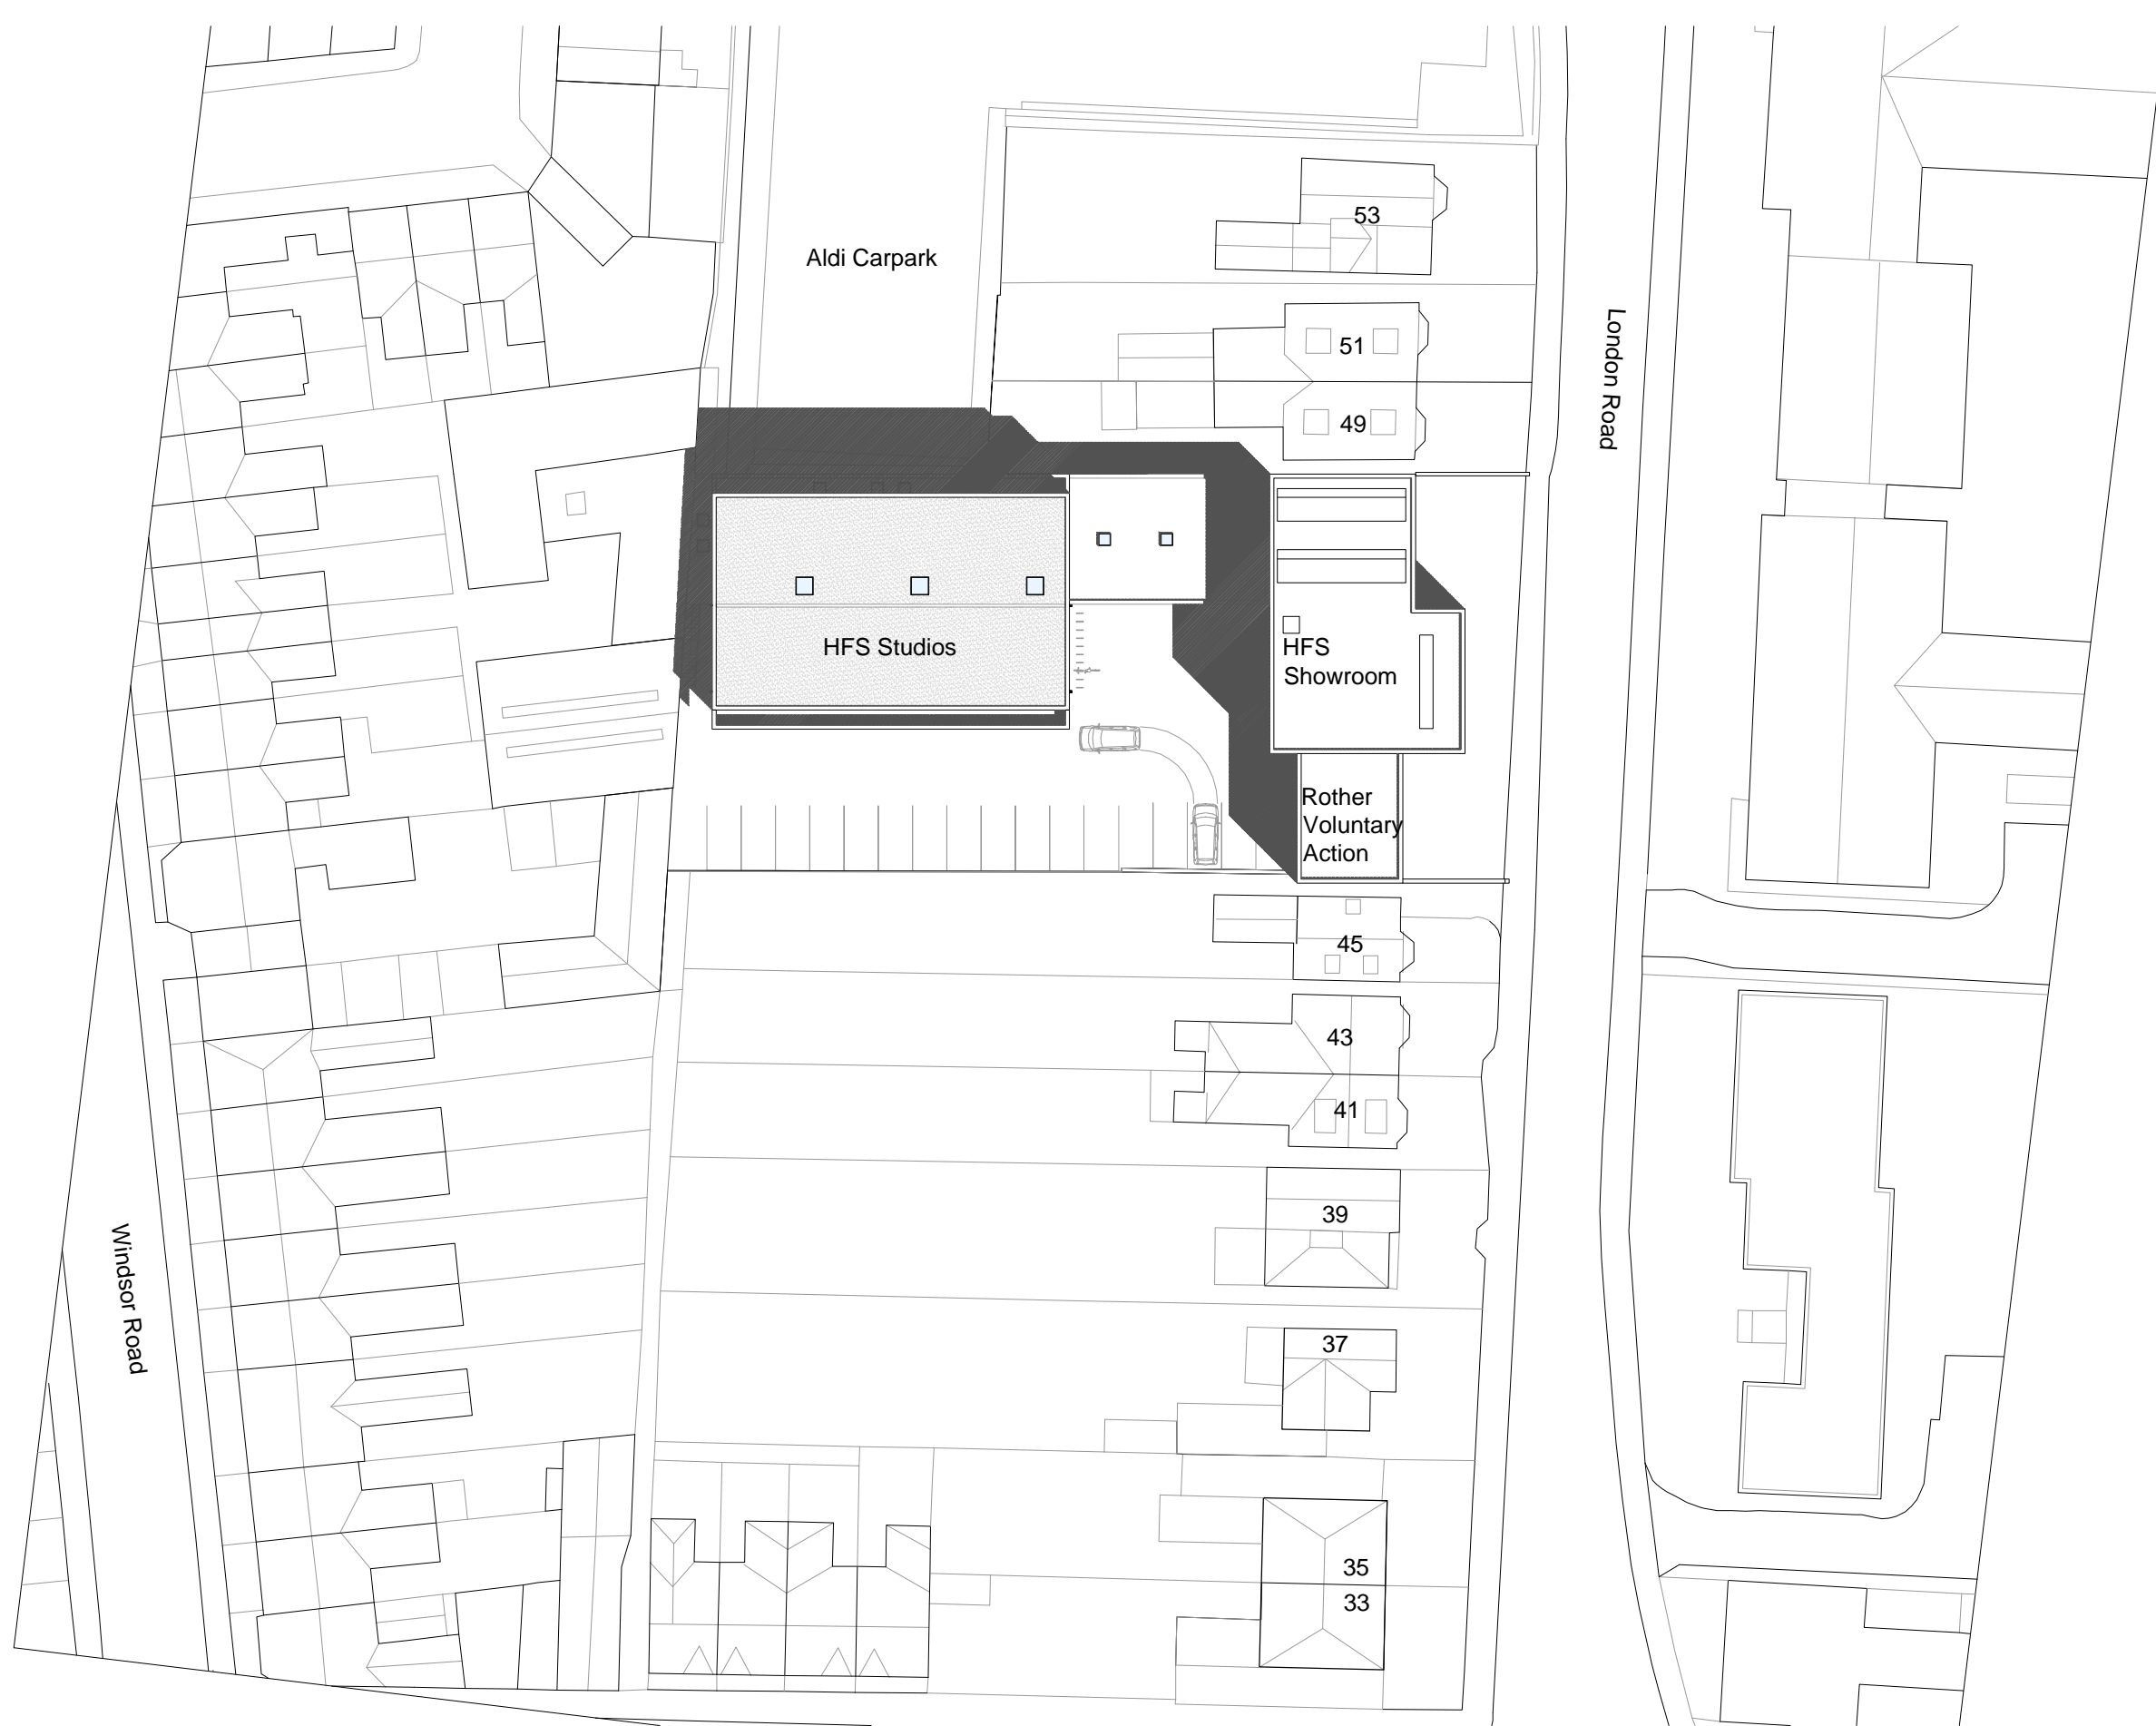 53
Aldi Carpark
51
London Road
49
HFS Studios
HFS
Showroom
Rother
Voluntary
Action
45
43
41
39
Windsor Road
37
35
33